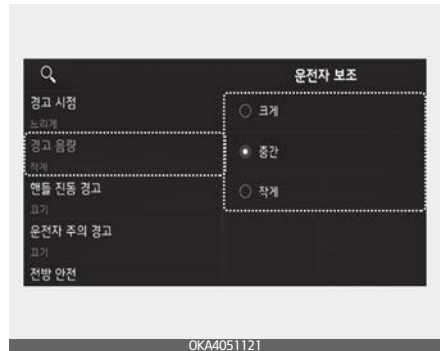 운전자 보조
경고 시점
느리게
경고 음량
작게
핸들 진동 경고
끄기
운전자 주의 경고
끄기
전방 안전
크게
중간
작게
OKA4051121